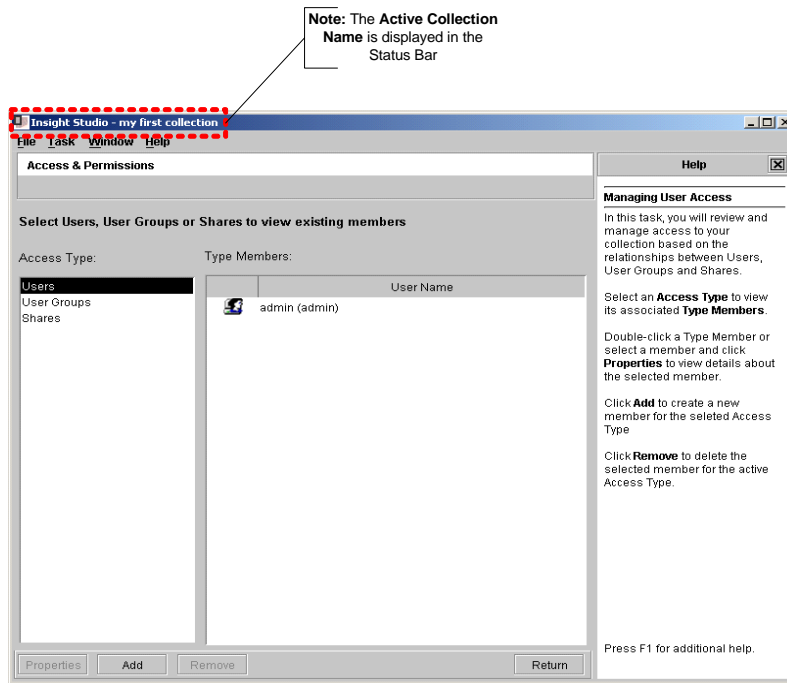 Note: The Active Collection
Name is displayed in the
Status Bar
Insight Studio - my first collection
File Task Window Help
Access & Permissions
Select Users, User Groups or Shares to view existing members
Access Type:
Type Members:
Users
User Groups
Shares
User Name
admin (admin)
Properties
Add
Remove
Return
Help
Managing User Access
In this task, you will review and
manage access to your
collection based on the
relationships between Users,
User Groups and Shares.
Select an Access Type to view
its associated Type Members.
Double-click a Type Member or
select a member and click
Properties to view details about
the selected member.
Click Add to create a new
member for the seleted Access
Type
Click Remove to delete the
selected member for the active
Access Type.
Press F1 for additional help.